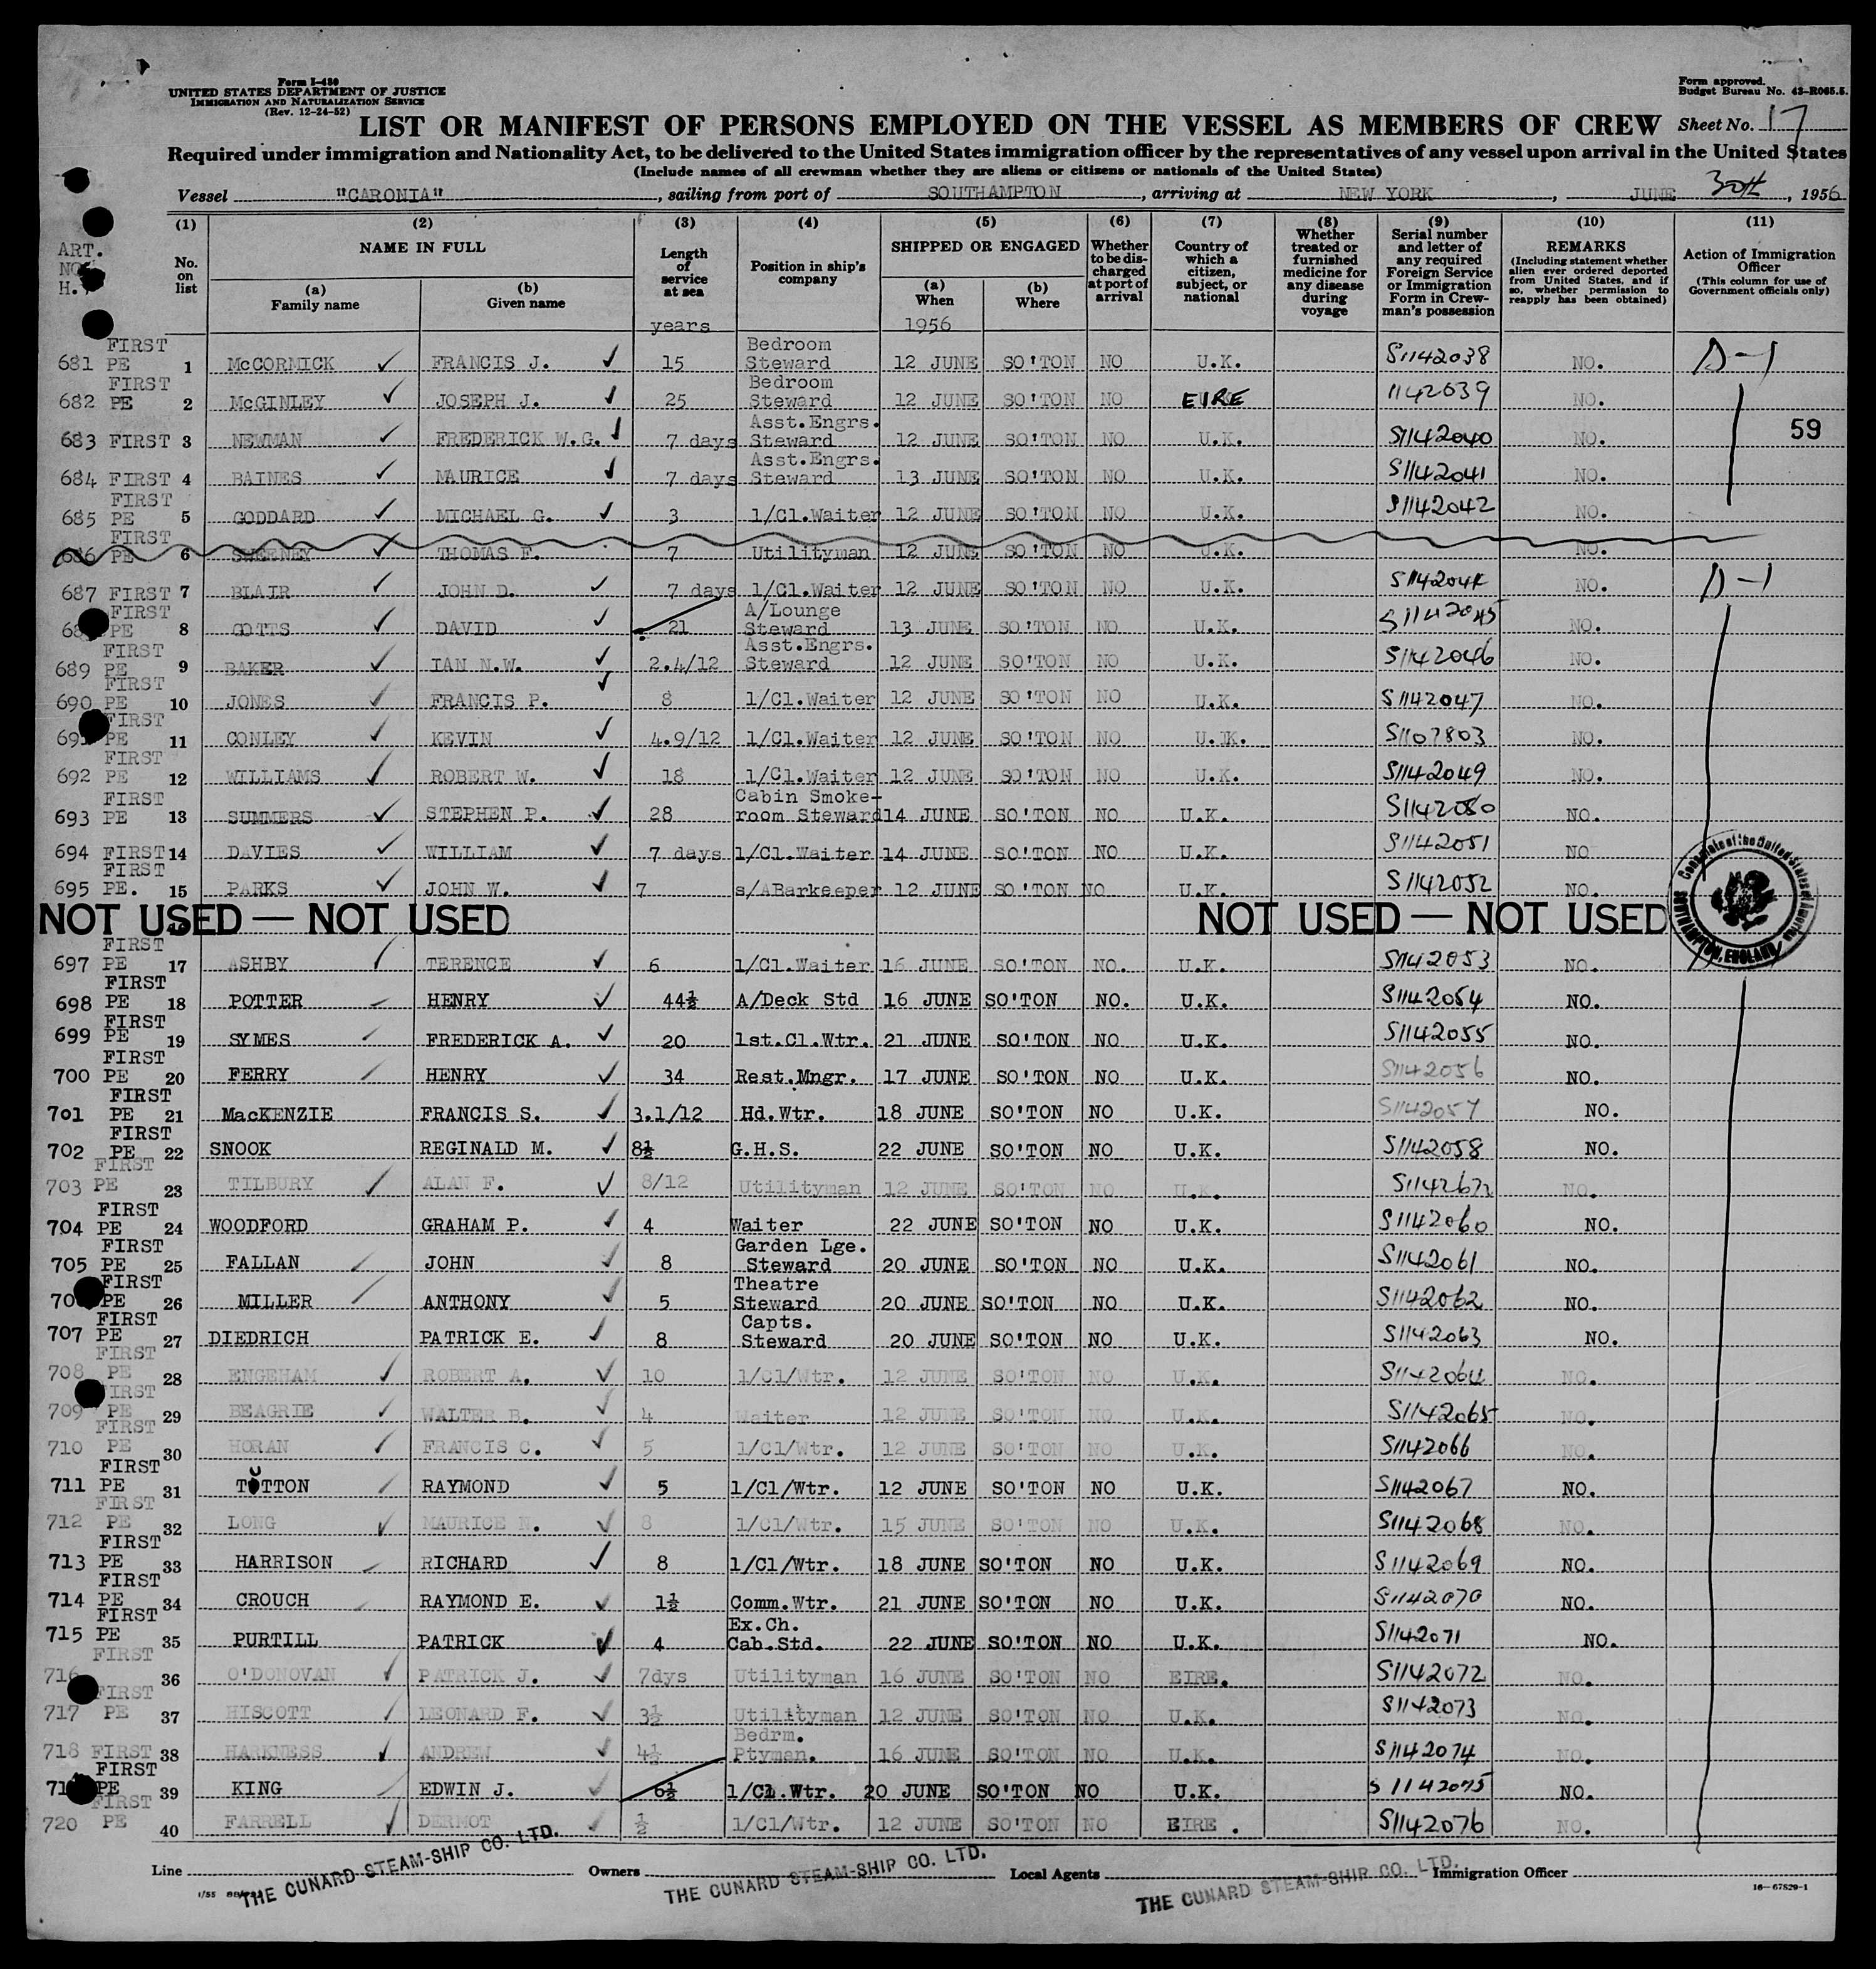 Form I-480
UNITED STATES DEPARTMENT OF JUSTICE
IMMIGRATION AND NATURALIZATION SERVICE
(Rev. 12-24-52)
Form approved.
Budget Bureau No. 43-R065.5.
LIST OR MANIFEST OF PERSONS EMPLOYED ON THE VESSEL AS MEMBERS OF CREW
Sheet No. 17
Required under immigration and Nationality Act, to be delivered to the United States immigration officer by the representatives of any vessel upon arrival in the United States
(Include names of all crewman whether they are aliens or citizens or nationals of the United States)
Vessel "CARONIA", sailing from port of SOUTHAMPTON, arriving at NEW YORK, JUNE 30th, 1956
ART.
H.
(1) No. on list
(2) NAME IN FULL
(a) Family name
(b) Given name
(3) Length of service at sea
years
(4) Position in ship's company
(5) SHIPPED OR ENGAGED
(a) When
1956
(b) Where
(6) Whether to be discharged at port of arrival
(7) Country of which a citizen, subject, or national
(8) Whether treated or furnished medicine for any disease during voyage
(9) Serial number and letter of any required Foreign Service or Immigration Form in Crewman's possession
(10) REMARKS (Including statement whether alien ever ordered deported from United States, and if so, whether permission to reapply has been obtained)
(11) Action of Immigration Officer (This column for use of Government officials only)
681 FIRST PE 1 McCORMICK FRANCIS J. 15 Bedroom Steward 12 JUNE SO'TON NO U.K. S1142038 NO. D-1
682 FIRST PE 2 McGINLEY JOSEPH J. 25 Bedroom Steward 12 JUNE SO'TON NO EIRE 1142039 NO.
683 FIRST 3 NEWMAN FREDERICK W.G. 7 days Asst.Engrs. Steward 12 JUNE SO'TON NO U.K. S1142040 NO. 59
684 FIRST 4 BAINES MAURICE 7 days Asst.Engrs. Steward 13 JUNE SO'TON NO U.K. S1142041 NO.
685 FIRST PE 5 GODDARD MICHAEL G. 3 1/Cl.Waiter 12 JUNE SO'TON NO U.K. S1142042 NO.
686 FIRST PE 6 THOMAS F. 7 Utilityman 12 JUNE SO'TON NO U.K. NO.
687 FIRST 7 BLAIR JOHN D. 7 days 1/Cl.Waiter 12 JUNE SO'TON NO U.K. S1142044 NO. D-1
FIRST PE 8 COTTS DAVID 21 A/Lounge Steward 13 JUNE SO'TON NO U.K. S1142045 NO.
689 FIRST PE 9 BAKER IAN N.W. 2.4/12 Asst.Engrs. Steward 12 JUNE SO'TON NO U.K. S1142046 NO.
690 FIRST PE 10 JONES FRANCIS P. 8 1/Cl.Waiter 12 JUNE SO'TON NO U.K. S1142047 NO.
FIRST PE 11 CONLEY KEVIN 4.9/12 1/Cl.Waiter 12 JUNE SO'TON NO U.K. S1107803 NO.
692 FIRST PE 12 WILLIAMS ROBERT W. 18 1/Cl.Waiter 12 JUNE SO'TON NO U.K. S1142049 NO.
693 FIRST PE 13 SUMMERS STEPHEN P. 28 Cabin Smoke-room Steward 14 JUNE SO'TON NO U.K. S1142050 NO.
694 FIRST 14 DAVIES WILLIAM 7 days 1/Cl.Waiter 14 JUNE SO'TON NO U.K. S1142051 NO
695 FIRST PE. 15 PARKS JOHN W. 7 s/ABarkeeper 12 JUNE SO'TON NO U.K. S1142052 NO.
NOT USED — NOT USED NOT USED — NOT USED
Consulate of the United States of America SOUTHAMPTON, ENGLAND
697 FIRST PE 17 ASHBY TERENCE 6 1/Cl.Waiter 16 JUNE SO'TON NO. U.K. S1142053 NO.
698 FIRST PE 18 POTTER HENRY 44½ A/Deck Std 16 JUNE SO'TON NO. U.K. S1142054 NO.
699 FIRST PE 19 SYMES FREDERICK A. 20 1st.Cl.Wtr. 21 JUNE SO'TON NO U.K. S1142055 NO.
700 FIRST PE 20 FERRY HENRY 34 Rest.Mngr. 17 JUNE SO'TON NO U.K. S1142056 NO.
701 FIRST PE 21 MacKENZIE FRANCIS S. 3.1/12 Hd.Wtr. 18 JUNE SO'TON NO U.K. S1142057 NO.
702 FIRST PE 22 SNOOK REGINALD M. 8½ G.H.S. 22 JUNE SO'TON NO U.K. S1142058 NO.
703 FIRST PE 23 TILBURY ALAN F. 8/12 Utilityman 12 JUNE SO'TON NO U.K. NO.
704 FIRST PE 24 WOODFORD GRAHAM P. 4 Waiter 22 JUNE SO'TON NO U.K. S1142060 NO.
705 FIRST PE 25 FALLAN JOHN 8 Garden Lge. Steward 20 JUNE SO'TON NO U.K. S1142061 NO.
FIRST PE 26 MILLER ANTHONY 5 Theatre Steward 20 JUNE SO'TON NO U.K. S1142062 NO.
707 FIRST PE 27 DIEDRICH PATRICK E. 8 Capts. Steward 20 JUNE SO'TON NO U.K. S1142063 NO.
708 FIRST PE 28 ENGEHAM ROBERT A. 10 1/Cl/Wtr. 12 JUNE SO'TON NO U.K. S1142064 NO.
709 FIRST PE 29 BEAGRIE WALTER B. 4 Waiter 12 JUNE SO'TON NO U.K. S1142065 NO.
710 FIRST PE 30 HORAN FRANCIS C. 5 1/Cl/Wtr. 12 JUNE SO'TON NO U.K. S1142066 NO.
711 FIRST PE 31 TUTTON RAYMOND 5 1/Cl/Wtr. 12 JUNE SO'TON NO U.K. S1142067 NO.
712 FIRST PE 32 LONG MAURICE N. 8 1/Cl/Wtr. 15 JUNE SO'TON NO U.K. S1142068 NO.
713 FIRST PE 33 HARRISON RICHARD 8 1/Cl/Wtr. 18 JUNE SO'TON NO U.K. S1142069 NO.
714 FIRST PE 34 CROUCH RAYMOND E. 1½ Comm.Wtr. 21 JUNE SO'TON NO U.K. S1142070 NO.
715 FIRST PE 35 PURTILL PATRICK 4 Ex.Ch. Cab.Std. 22 JUNE SO'TON NO U.K. S1142071 NO.
716 FIRST 36 O'DONOVAN PATRICK J. 7dys Utilityman 16 JUNE SO'TON NO EIRE. S1142072 NO.
717 FIRST PE 37 HISCOTT LEONARD F. 3½ Utilityman 12 JUNE SO'TON NO U.K. S1142073 NO.
718 FIRST 38 HARKNESS ANDREW 4½ Bedrm. Ptyman. 16 JUNE SO'TON NO U.K. S1142074 NO.
FIRST PE 39 KING EDWIN J. 6½ 1/Cl.Wtr. 20 JUNE SO'TON NO U.K. S1142075 NO.
720 FIRST PE 40 FARRELL DERMOT ½ 1/Cl/Wtr. 12 JUNE SO'TON NO EIRE. S1142076 NO.
Line THE CUNARD STEAM-SHIP CO. LTD. Owners THE CUNARD STEAM-SHIP CO. LTD. Local Agents THE CUNARD STEAM-SHIP CO. LTD. Immigration Officer
1/55
16—67829-1